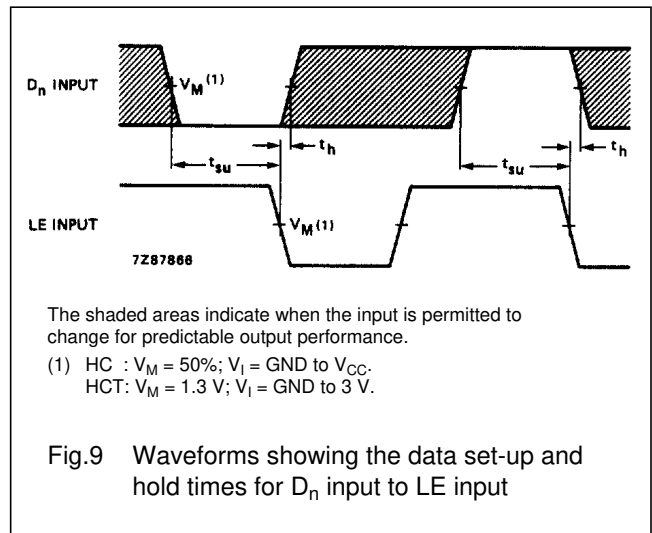 Dn INPUT
VM(1)
th
tsu
th
tsu
LE INPUT
VM(1)
7Z87866
The shaded areas indicate when the input is permitted to
change for predictable output performance.
(1) HC : VM = 50%; VI = GND to VCC.
HCT: VM = 1.3 V; VI = GND to 3 V.
Fig.9 Waveforms showing the data set-up and
hold times for Dn input to LE input